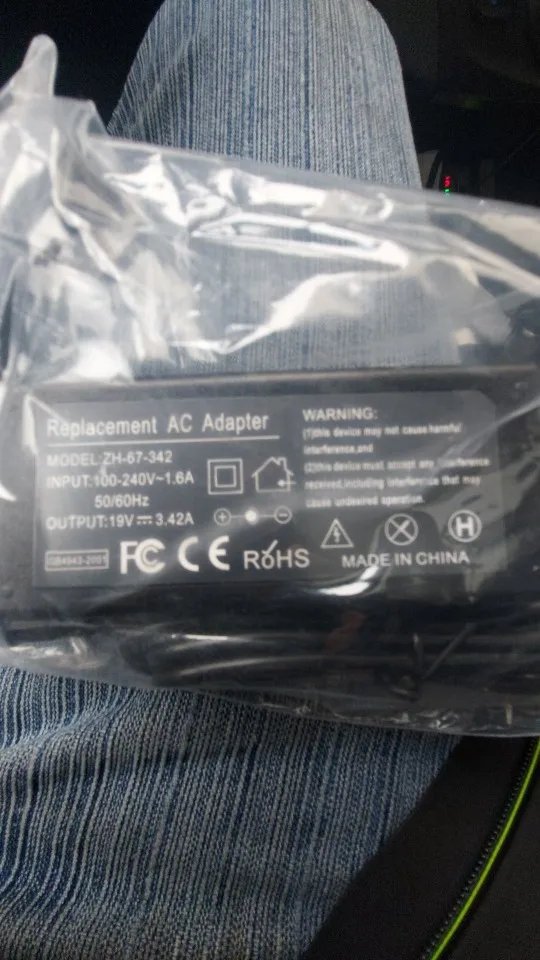 Replacement AC Adapter
MODEL:ZH-67-342
INPUT:100-240V~1.6A
50/60Hz
OUTPUT:19V⎓3.42A
+ -
GB4943-2001
FC CE RoHS
WARNING:
(1)this device may not cause harmful
interference,and
(2)this device must accept any interference
received,including interference that may
cause undesired operation.
H
MADE IN CHINA